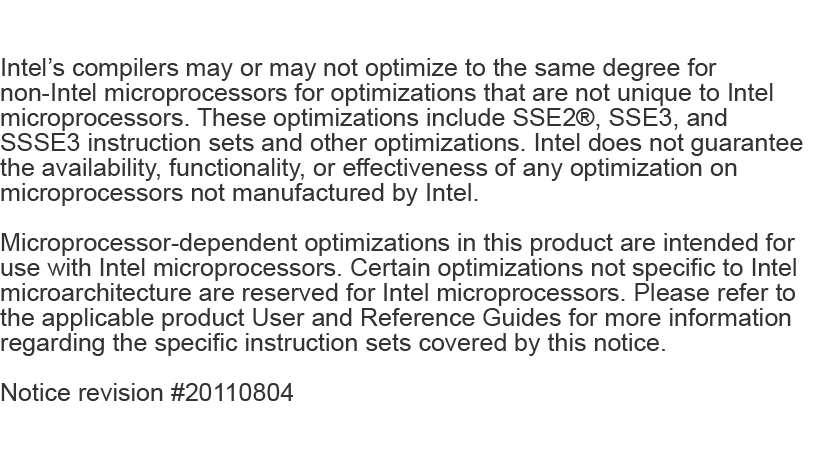 Intel’s compilers may or may not optimize to the same degree for
non-Intel microprocessors for optimizations that are not unique to Intel
microprocessors. These optimizations include SSE2®, SSE3, and
SSSE3 instruction sets and other optimizations. Intel does not guarantee
the availability, functionality, or effectiveness of any optimization on
microprocessors not manufactured by Intel.
Microprocessor-dependent optimizations in this product are intended for
use with Intel microprocessors. Certain optimizations not specific to Intel
microarchitecture are reserved for Intel microprocessors. Please refer to
the applicable product User and Reference Guides for more information
regarding the specific instruction sets covered by this notice.
Notice revision #20110804